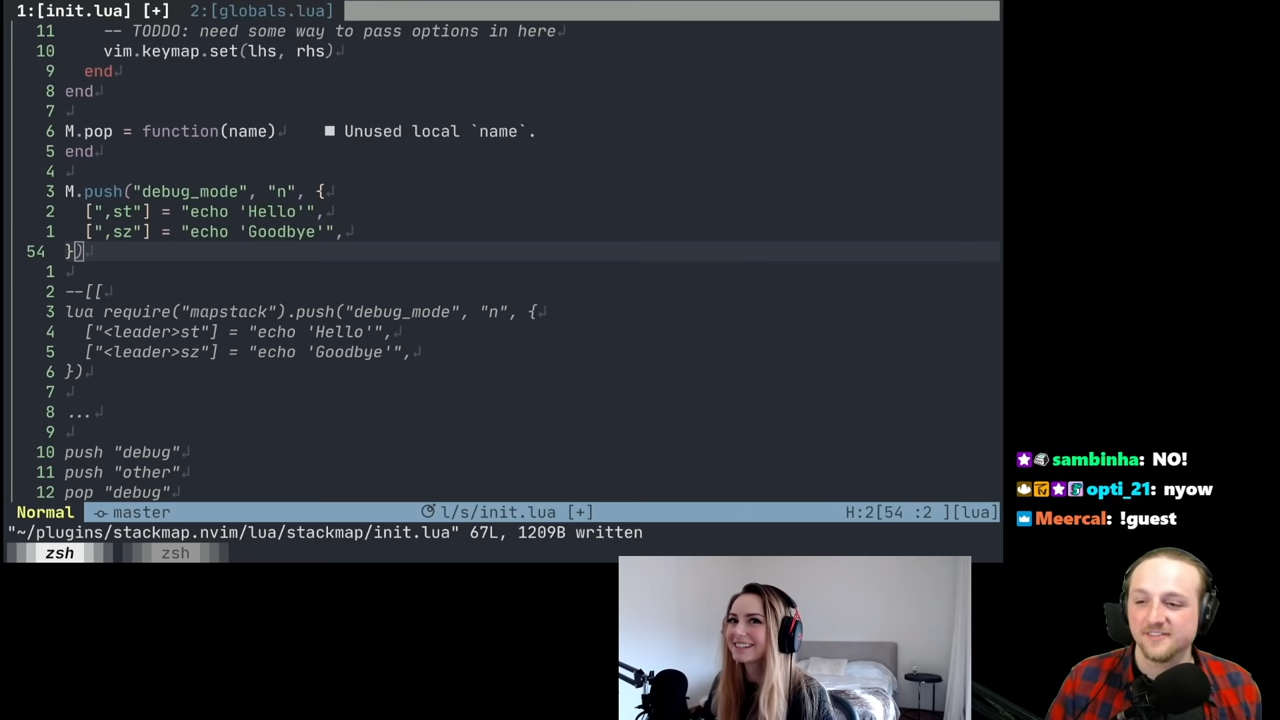 1:[init.lua] [+] 2:[globals.lua]
11 -- TODDO: need some way to pass options in here
10 vim.keymap.set(lhs, rhs)
9 end
8 end
7
6 M.pop = function(name) ■ Unused local `name`.
5 end
4
3 M.push("debug_mode", "n", {
2 [",st"] = "echo 'Hello'",
1 [",sz"] = "echo 'Goodbye'",
54 })
1
2 --[[
3 lua require("mapstack").push("debug_mode", "n", {
4 ["<leader>st"] = "echo 'Hello'",
5 ["<leader>sz"] = "echo 'Goodbye'",
6 })
7
8 ...
9
10 push "debug"
11 push "other"
12 pop "debug"
Normal master l/s/init.lua [+] H:2[54 :2 ][lua]
"~/plugins/stackmap.nvim/lua/stackmap/init.lua" 67L, 1209B written
zsh zsh
sambinha: NO!
opti_21: nyow
Meercal: !guest